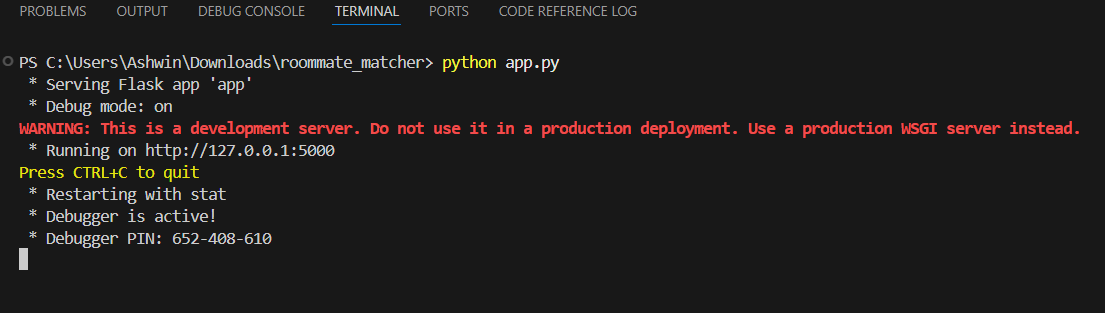 PROBLEMS OUTPUT DEBUG CONSOLE TERMINAL PORTS CODE REFERENCE LOG
PS C:\Users\Ashwin\Downloads\roommate_matcher> python app.py
* Serving Flask app 'app'
* Debug mode: on
WARNING: This is a development server. Do not use it in a production deployment. Use a production WSGI server instead.
* Running on http://127.0.0.1:5000
Press CTRL+C to quit
* Restarting with stat
* Debugger is active!
* Debugger PIN: 652-408-610